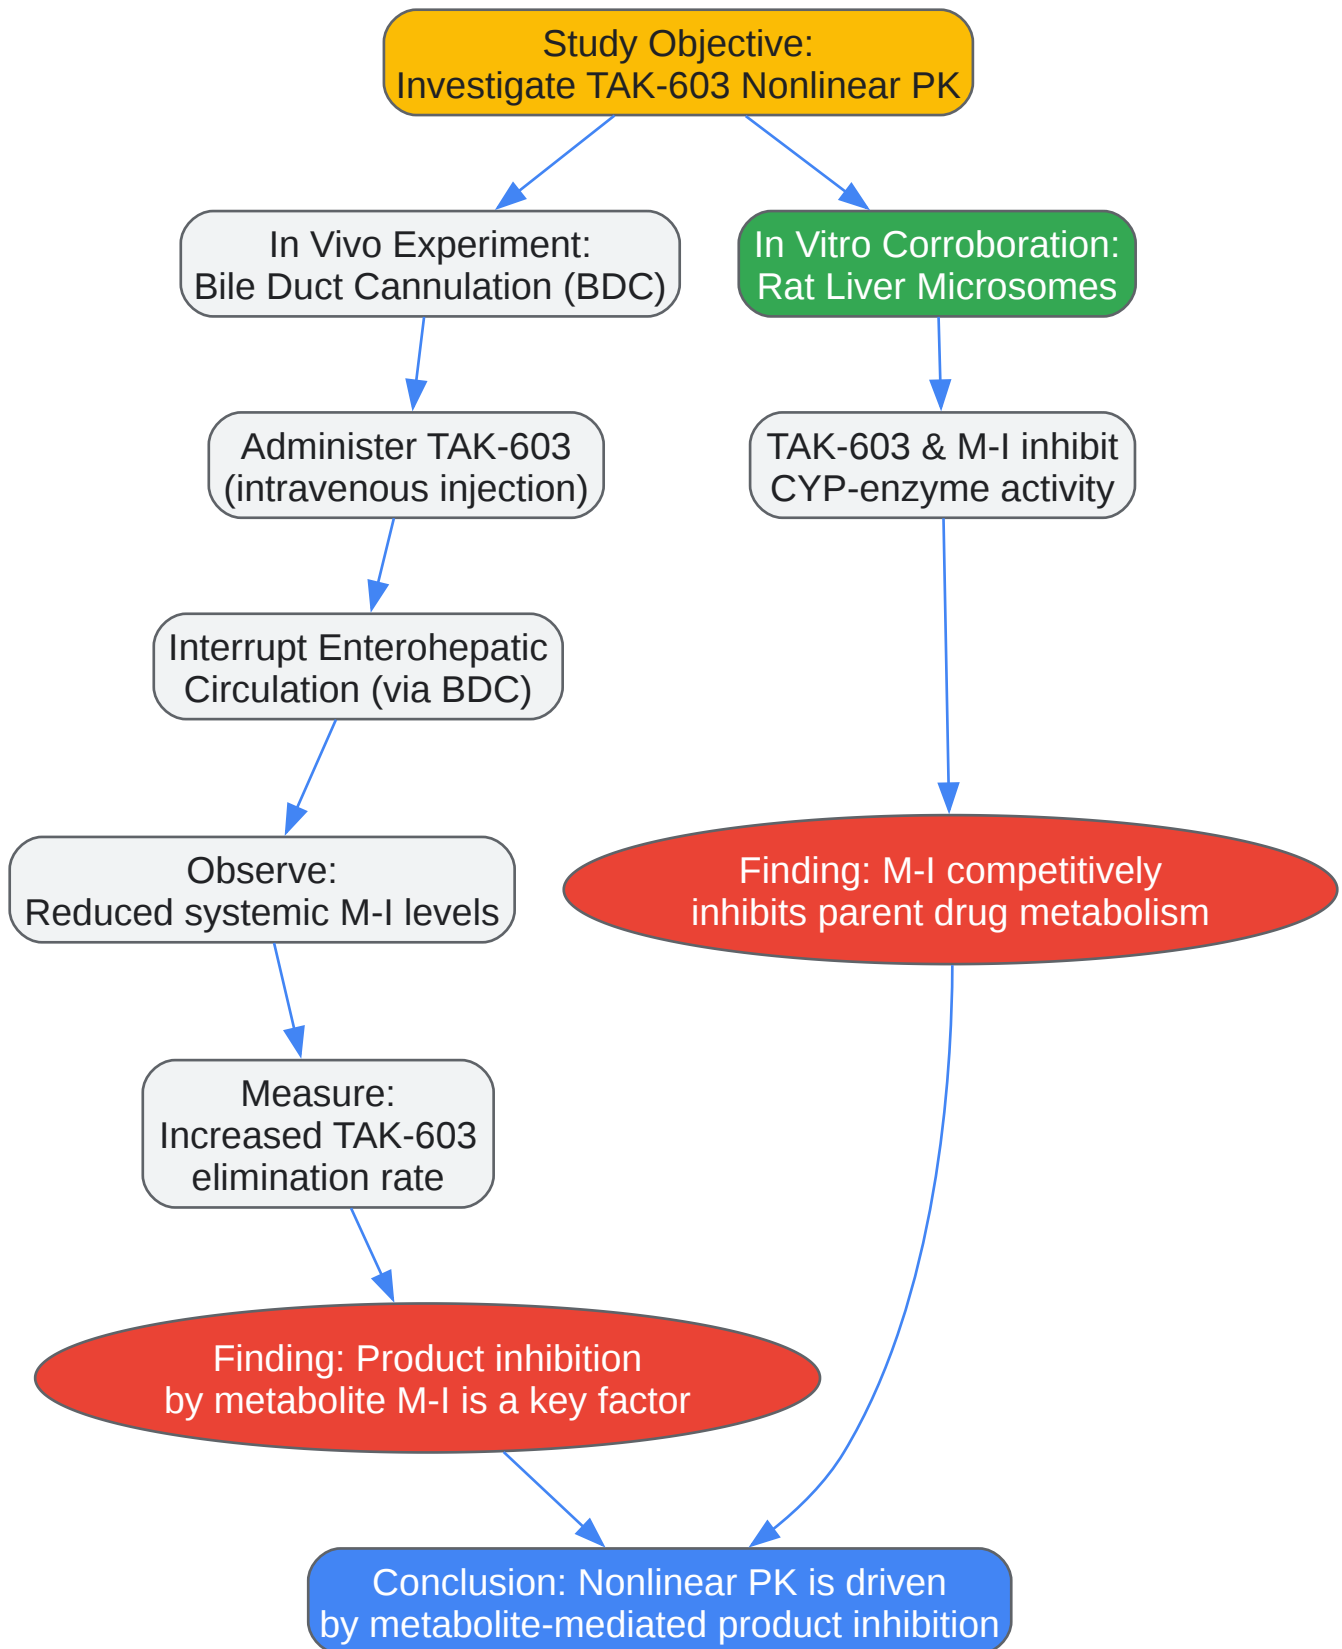 Study Objective:
Investigate TAK-603 Nonlinear PK
In Vivo Experiment:
Bile Duct Cannulation (BDC)
In Vitro Corroboration:
Rat Liver Microsomes
Administer TAK-603
(intravenous injection)
TAK-603 & M-I inhibit
CYP-enzyme activity
Interrupt Enterohepatic
Circulation (via BDC)
Observe:
Reduced systemic M-I levels
Finding: M-I competitively
inhibits parent drug metabolism
Measure:
Increased TAK-603
elimination rate
Finding: Product inhibition
by metabolite M-I is a key factor
Conclusion: Nonlinear PK is driven
by metabolite-mediated product inhibition